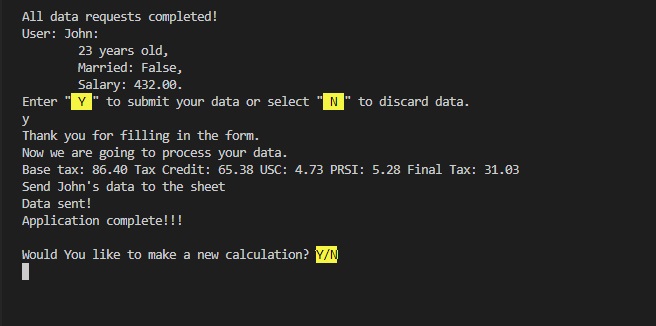 All data requests completed!
User: John:
23 years old,
Married: False,
Salary: 432.00.
Enter " Y " to submit your data or select " N " to discard data.
y
Thank you for filling in the form.
Now we are going to process your data.
Base tax: 86.40 Tax Credit: 65.38 USC: 4.73 PRSI: 5.28 Final Tax: 31.03
Send John's data to the sheet
Data sent!
Application complete!!!
Would You like to make a new calculation? Y/N